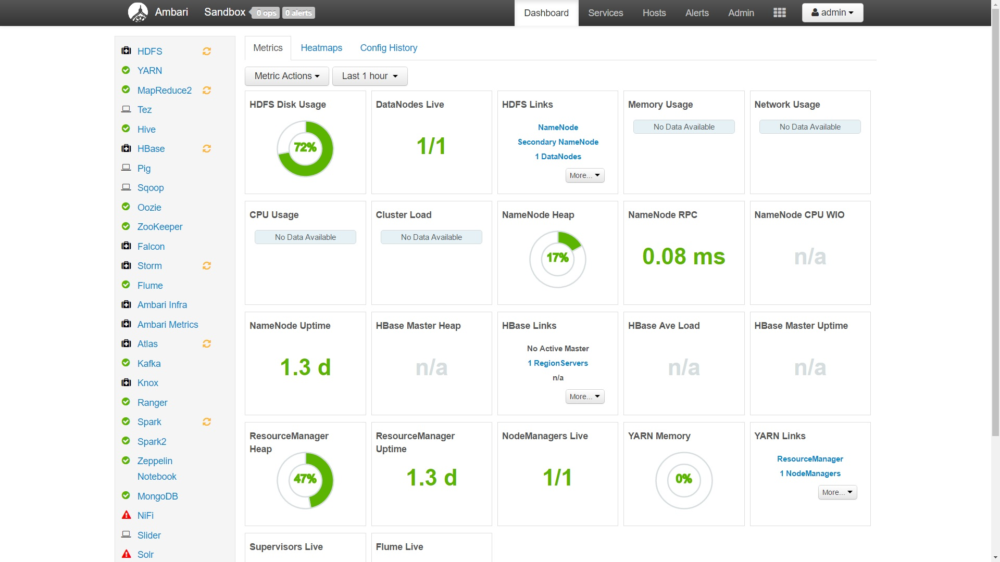 Ambari Sandbox 0 ops 0 alerts Dashboard Services Hosts Alerts Admin admin
HDFS
YARN
MapReduce2
Tez
Hive
HBase
Pig
Sqoop
Oozie
ZooKeeper
Falcon
Storm
Flume
Ambari Infra
Ambari Metrics
Atlas
Kafka
Knox
Ranger
Spark
Spark2
Zeppelin
Notebook
MongoDB
NiFi
Slider
Solr
Metrics Heatmaps Config History
Metric Actions Last 1 hour
HDFS Disk Usage
72%
DataNodes Live
1/1
HDFS Links
NameNode
Secondary NameNode
1 DataNodes
More...
Memory Usage
No Data Available
Network Usage
No Data Available
CPU Usage
No Data Available
Cluster Load
No Data Available
NameNode Heap
17%
NameNode RPC
0.08 ms
NameNode CPU WIO
n/a
NameNode Uptime
1.3 d
HBase Master Heap
n/a
HBase Links
No Active Master
1 RegionServers
n/a
More...
HBase Ave Load
n/a
HBase Master Uptime
n/a
ResourceManager
Heap
47%
ResourceManager
Uptime
1.3 d
NodeManagers Live
1/1
YARN Memory
0%
YARN Links
ResourceManager
1 NodeManagers
More...
Supervisors Live
Flume Live